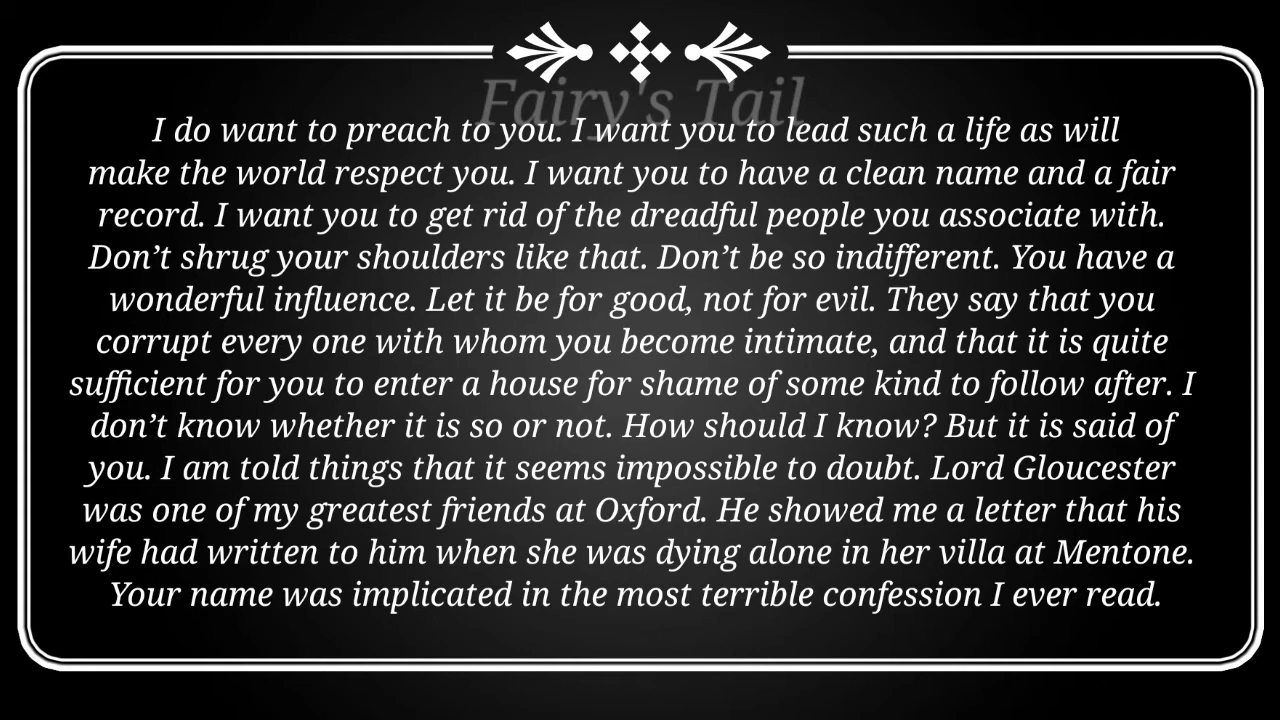 Fairy's Tail
I do want to preach to you. I want you to lead such a life as will
make the world respect you. I want you to have a clean name and a fair
record. I want you to get rid of the dreadful people you associate with.
Don’t shrug your shoulders like that. Don’t be so indifferent. You have a
wonderful influence. Let it be for good, not for evil. They say that you
corrupt every one with whom you become intimate, and that it is quite
sufficient for you to enter a house for shame of some kind to follow after. I
don’t know whether it is so or not. How should I know? But it is said of
you. I am told things that it seems impossible to doubt. Lord Gloucester
was one of my greatest friends at Oxford. He showed me a letter that his
wife had written to him when she was dying alone in her villa at Mentone.
Your name was implicated in the most terrible confession I ever read.